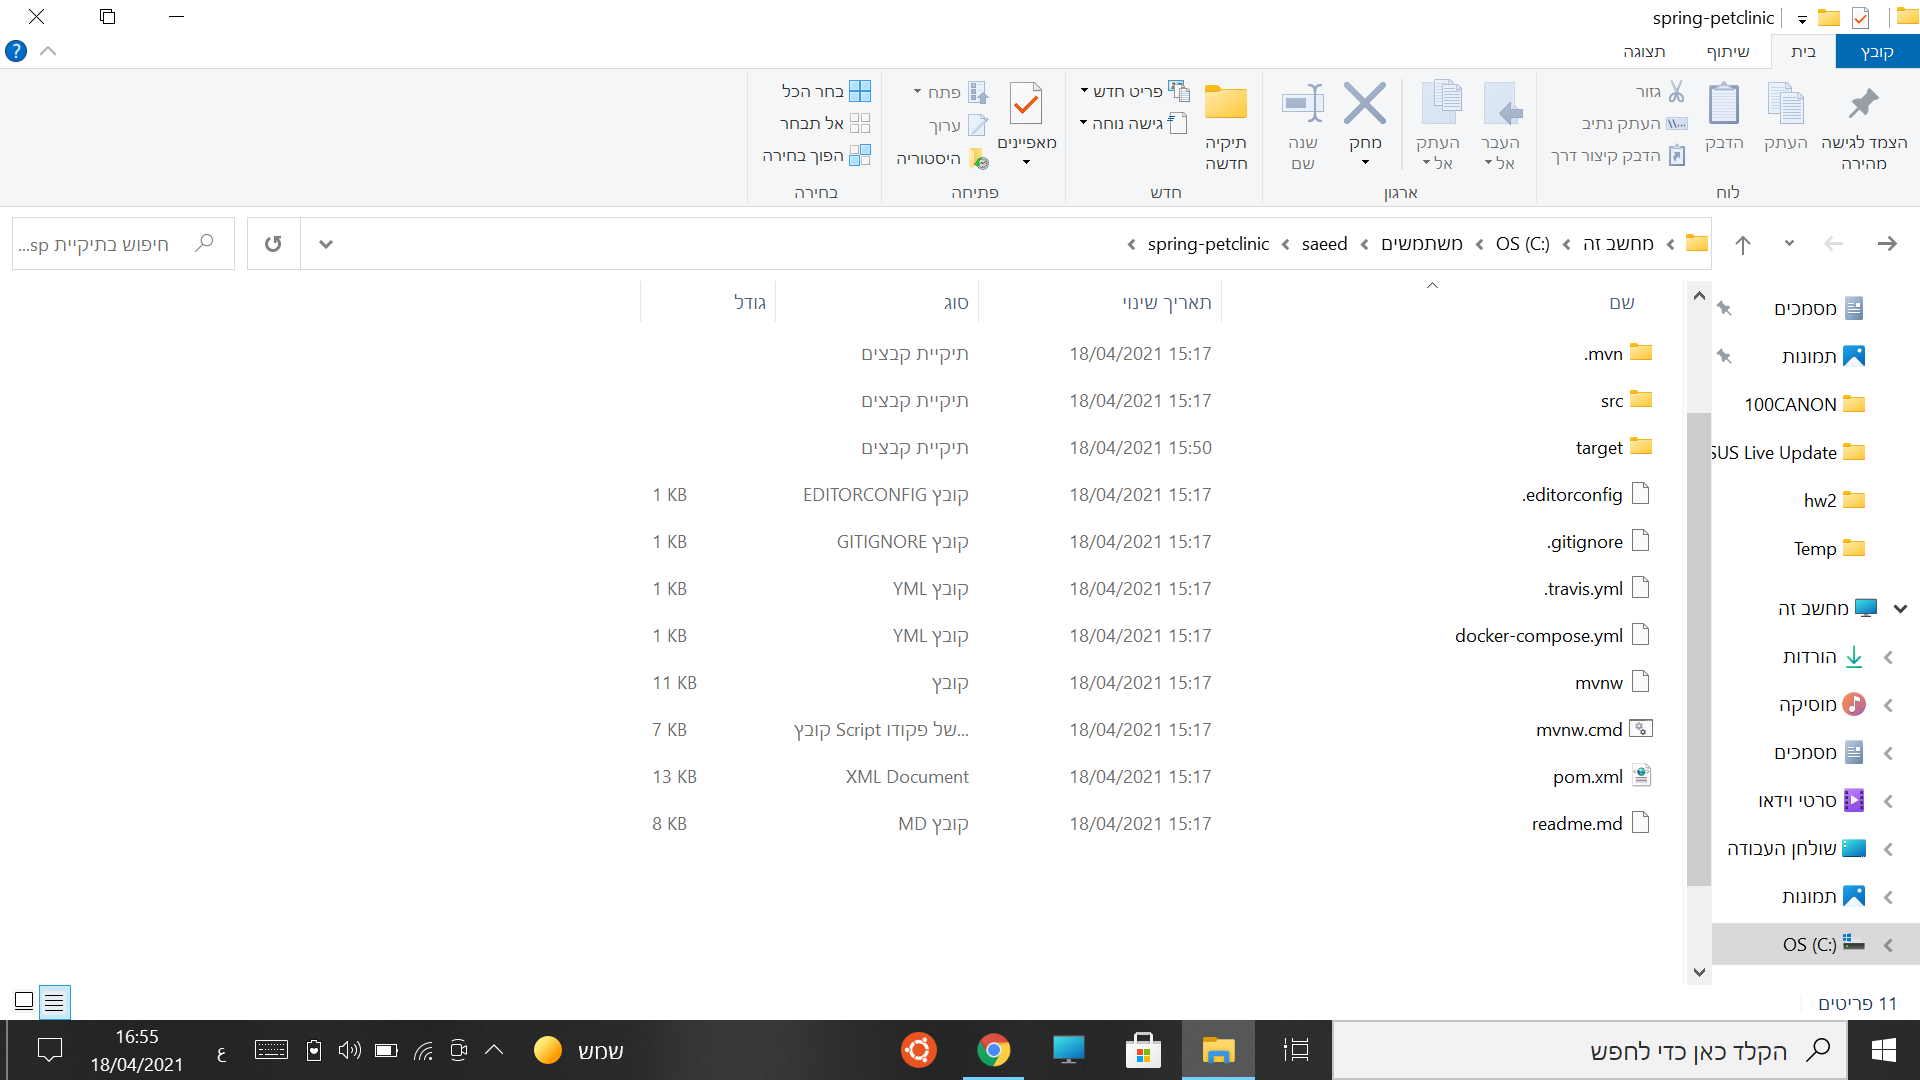 spring-petclinic
קובץ
בית
שיתוף
תצוגה
הצמד לגישה
מהירה
העתק
הדבק
גזור
העתק נתיב
הדבק קיצור דרך
לוח
העבר
אל
העתק
אל
מחק
שנה
שם
ארגון
תיקיה
חדשה
פריט חדש
גישה נוחה
חדש
מאפיינים
פתח
ערוך
היסטוריה
פתיחה
בחר הכל
אל תבחר
הפוך בחירה
בחירה
מחשב זה
OS (C:)
משתמשים
saeed
spring-petclinic
חיפוש בתיקיית sp...
שם
תאריך שינוי
סוג
גודל
.mvn 18/04/2021 15:17 תיקיית קבצים
src 18/04/2021 15:17 תיקיית קבצים
target 18/04/2021 15:50 תיקיית קבצים
.editorconfig 18/04/2021 15:17 קובץ EDITORCONFIG 1 KB
.gitignore 18/04/2021 15:17 קובץ GITIGNORE 1 KB
.travis.yml 18/04/2021 15:17 קובץ YML 1 KB
docker-compose.yml 18/04/2021 15:17 קובץ YML 1 KB
mvnw 18/04/2021 15:17 קובץ 11 KB
mvnw.cmd 18/04/2021 15:17 קובץ Script של פקודו... 7 KB
pom.xml 18/04/2021 15:17 XML Document 13 KB
readme.md 18/04/2021 15:17 קובץ MD 8 KB
מסמכים
תמונות
100CANON
SUS Live Update
hw2
Temp
מחשב זה
הורדות
מוסיקה
מסמכים
סרטי וידאו
שולחן העבודה
תמונות
OS (C:)
11 פריטים
הקלד כאן כדי לחפש
שמש
ع
16:55
18/04/2021